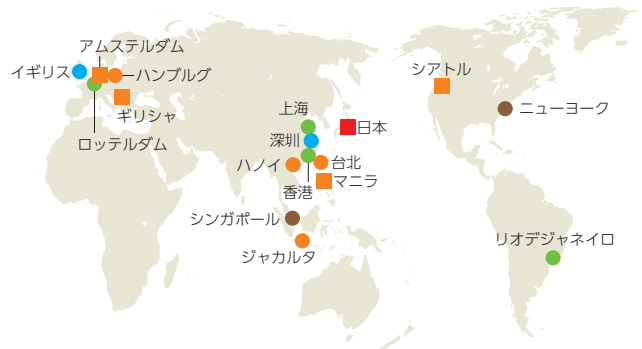 アムステルダム
イギリス
ハンブルグ
ギリシャ
ロッテルダム
シアトル
ニューヨーク
上海
日本
深圳
ハノイ
台北
マニラ
香港
シンガポール
ジャカルタ
リオデジャネイロ